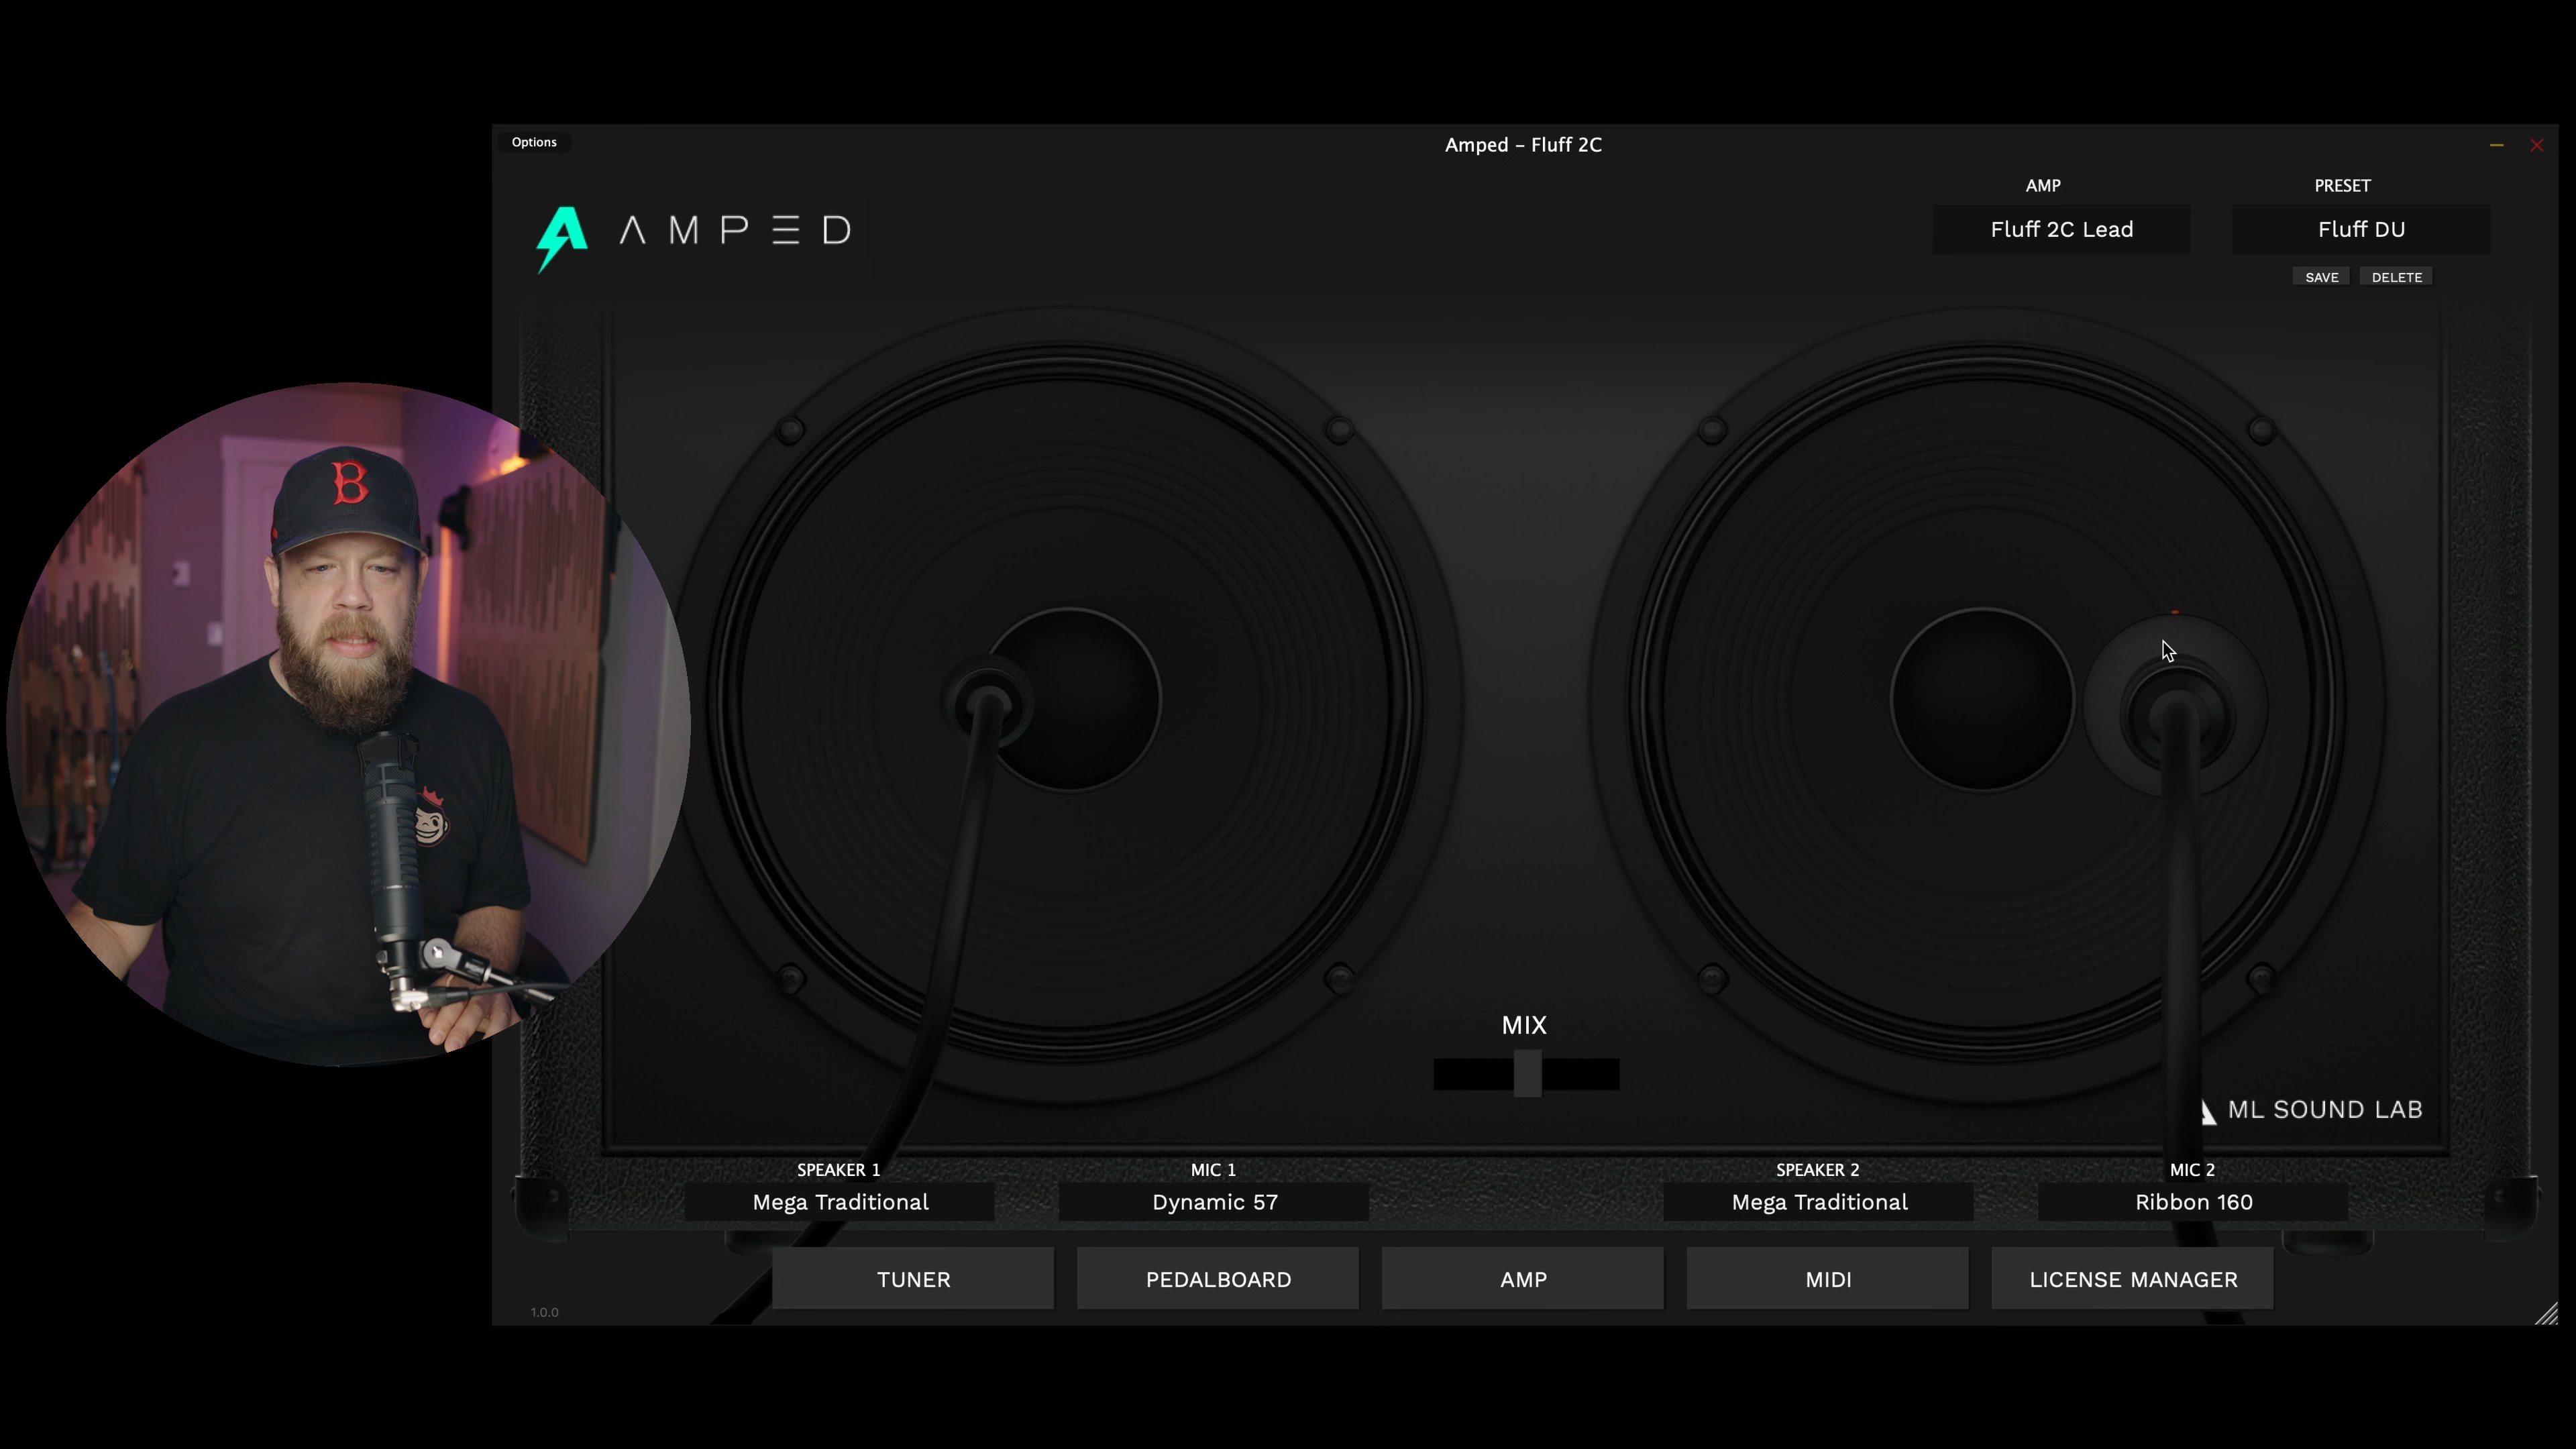 Options
Amped – Fluff 2C
AMPED
AMP
PRESET
Fluff 2C Lead
Fluff DU
SAVE
DELETE
B
MIX
ML SOUND LAB
SPEAKER 1
MIC 1
SPEAKER 2
MIC 2
Mega Traditional
Dynamic 57
Mega Traditional
Ribbon 160
TUNER
PEDALBOARD
AMP
MIDI
LICENSE MANAGER
1.0.0